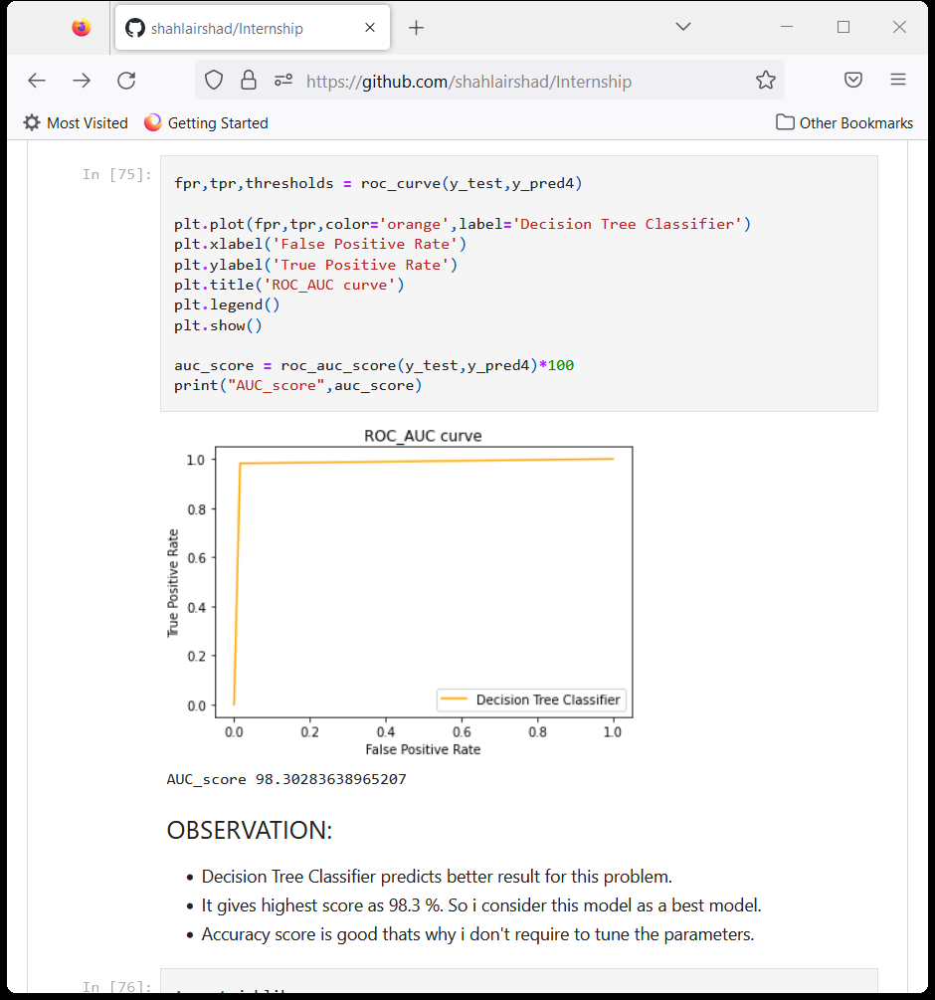 shahlairshad/Internship
https://github.com/shahlairshad/Internship
Most Visited Getting Started Other Bookmarks
In [75]:
fpr,tpr,thresholds = roc_curve(y_test,y_pred4)
plt.plot(fpr,tpr,color='orange',label='Decision Tree Classifier')
plt.xlabel('False Positive Rate')
plt.ylabel('True Positive Rate')
plt.title('ROC_AUC curve')
plt.legend()
plt.show()
auc_score = roc_auc_score(y_test,y_pred4)*100
print("AUC_score",auc_score)
ROC_AUC curve
True Positive Rate
1.0
0.8
0.6
0.4
0.2
0.0
Decision Tree Classifier
0.0 0.2 0.4 0.6 0.8 1.0
False Positive Rate
AUC_score 98.30283638965207
OBSERVATION:
• Decision Tree Classifier predicts better result for this problem.
• It gives highest score as 98.3 %. So i consider this model as a best model.
• Accuracy score is good thats why i don't require to tune the parameters.
In [76]: